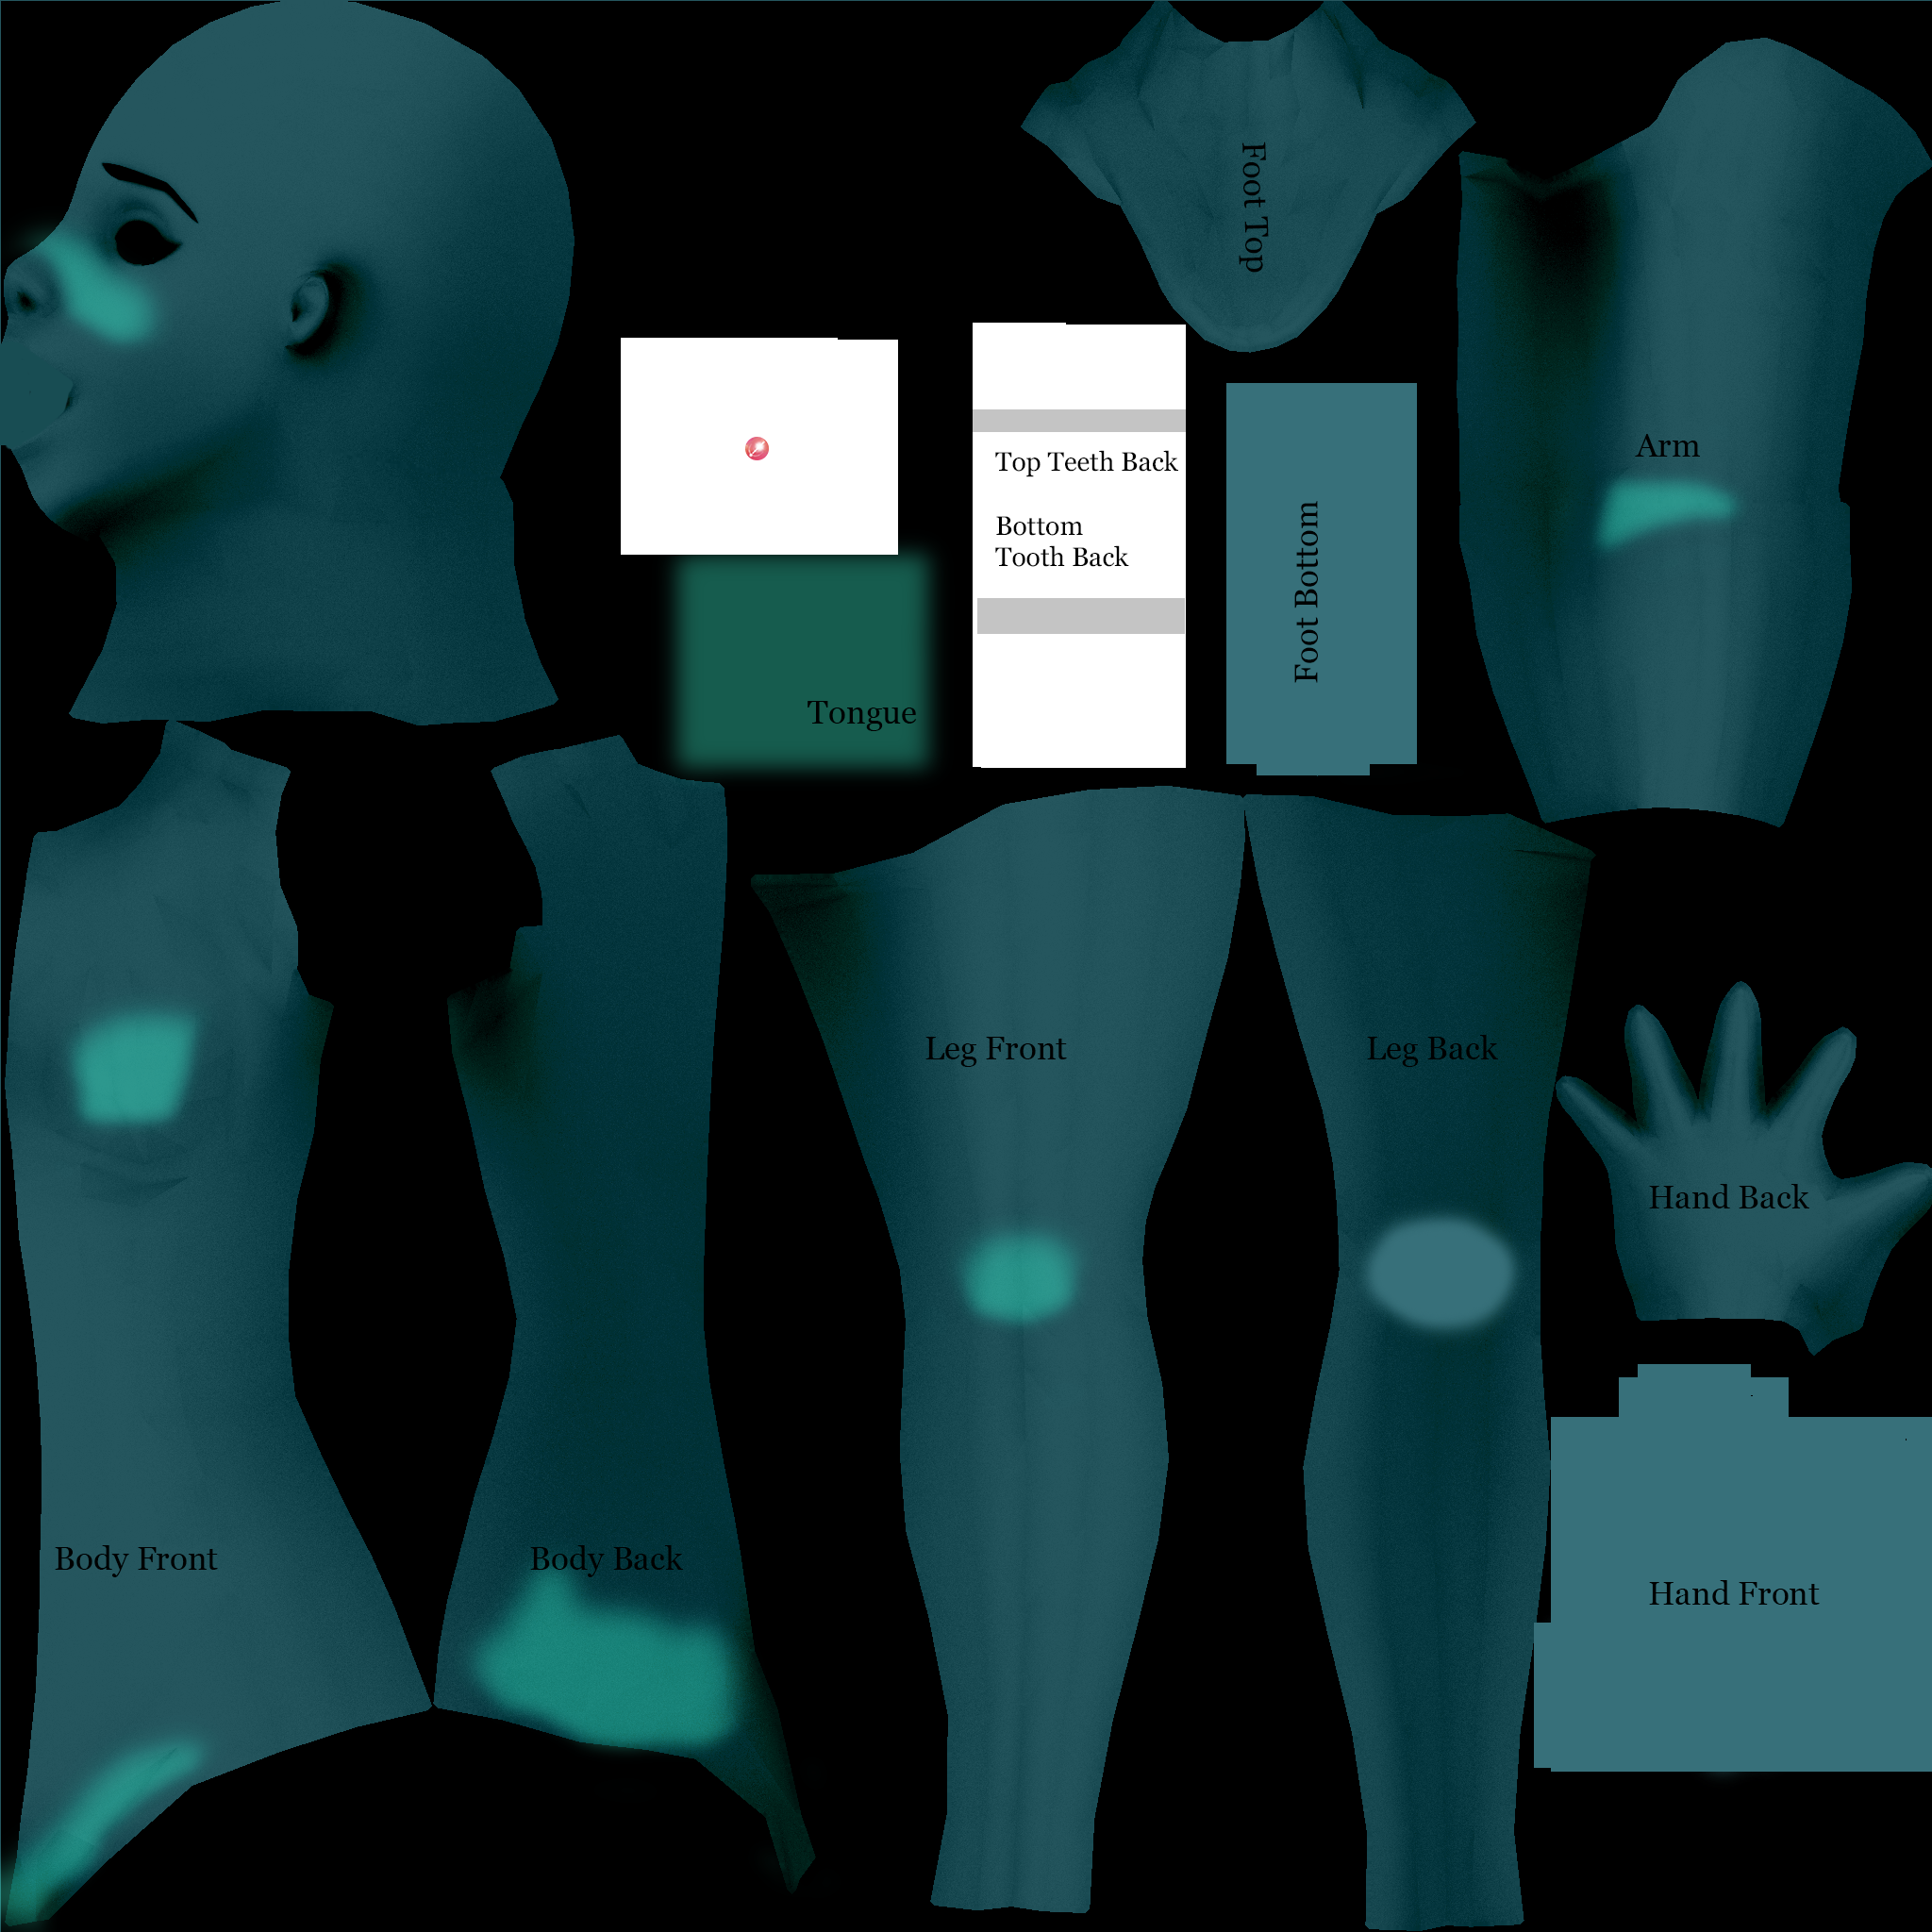 Foot Top
Arm
Top Teeth Back
Bottom
Tooth Back
Foot Bottom
Tongue
Leg Front
Leg Back
Hand Back
Body Front
Body Back
Hand Front